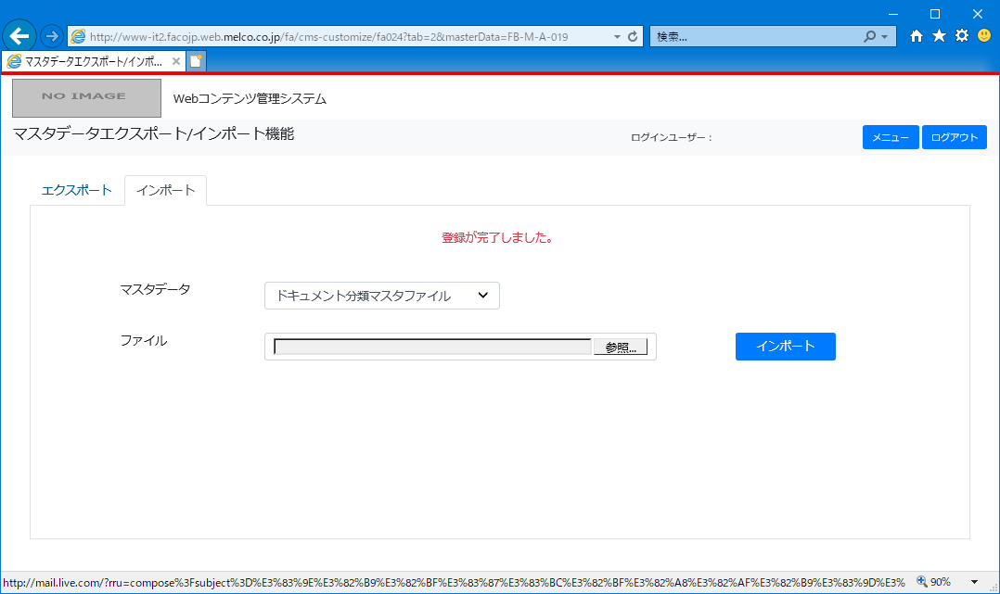 http://www-it2.facojp.web.melco.co.jp/fa/cms-customize/fa024?tab=2&masterData=FB-M-A-019
検索...
マスタデータエクスポート/インポ...
NO IMAGE
Webコンテンツ管理システム
マスタデータエクスポート/インポート機能
ログインユーザー：
メニュー
ログアウト
エクスポート
インポート
登録が完了しました。
マスタデータ
ドキュメント分類マスタファイル
ファイル
参照...
インポート
http://mail.live.com/?rru=compose%3Fsubject%3D%E3%83%9E%E3%82%B9%E3%82%BF%E3%83%87%E3%83%BC%E3%82%BF%E3%82%A8%E3%82%AF%E3%82%B9%E3%83%9D%E3%
90%